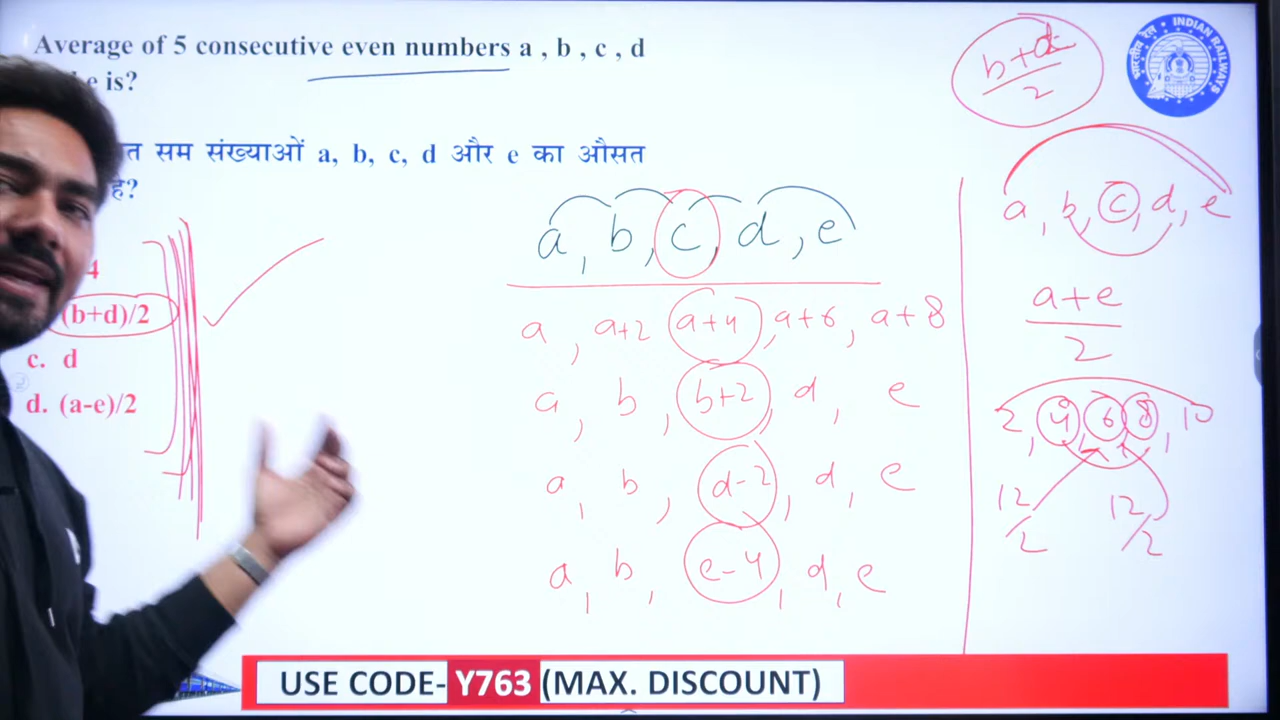 Average of 5 consecutive even numbers a , b , c , d
is?
सम संख्याओं a, b, c, d और e का औसत
है?
4
(b+d)/2
c. d
d. (a-e)/2
a, b, c, d, e
a, a+2 a+4, a+6, a+8
a, b, b+2, d, e
a, b, d-2, d, e
a, b, e-4, d, e
b+d
2
भारतीय रेल INDIAN RAILWAYS
a, b, c, d, e
a+e
2
2, 4, 6, 8, 10
12 12
2 2
USE CODE- Y763 (MAX. DISCOUNT)